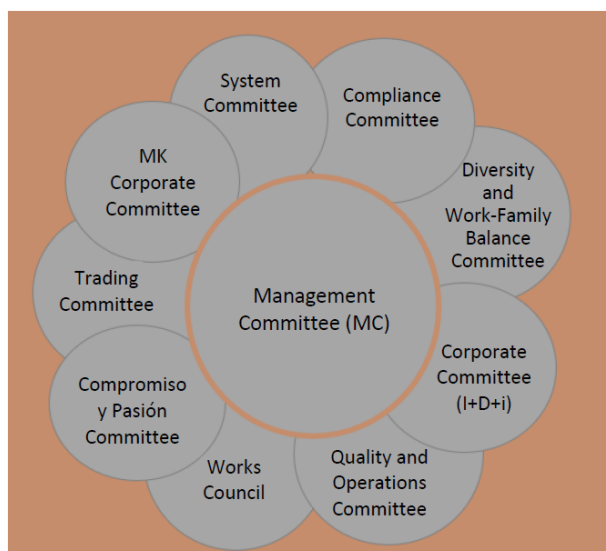 System
Committee
Compliance
Committee
Diversity
and
Work-Family
Balance
Committee
Corporate
Committee
(I+D+i)
Quality and
Operations
Committee
Works
Council
Compromiso
y Pasión
Committee
Trading
Committee
MK
Corporate
Committee
Management
Committee (MC)